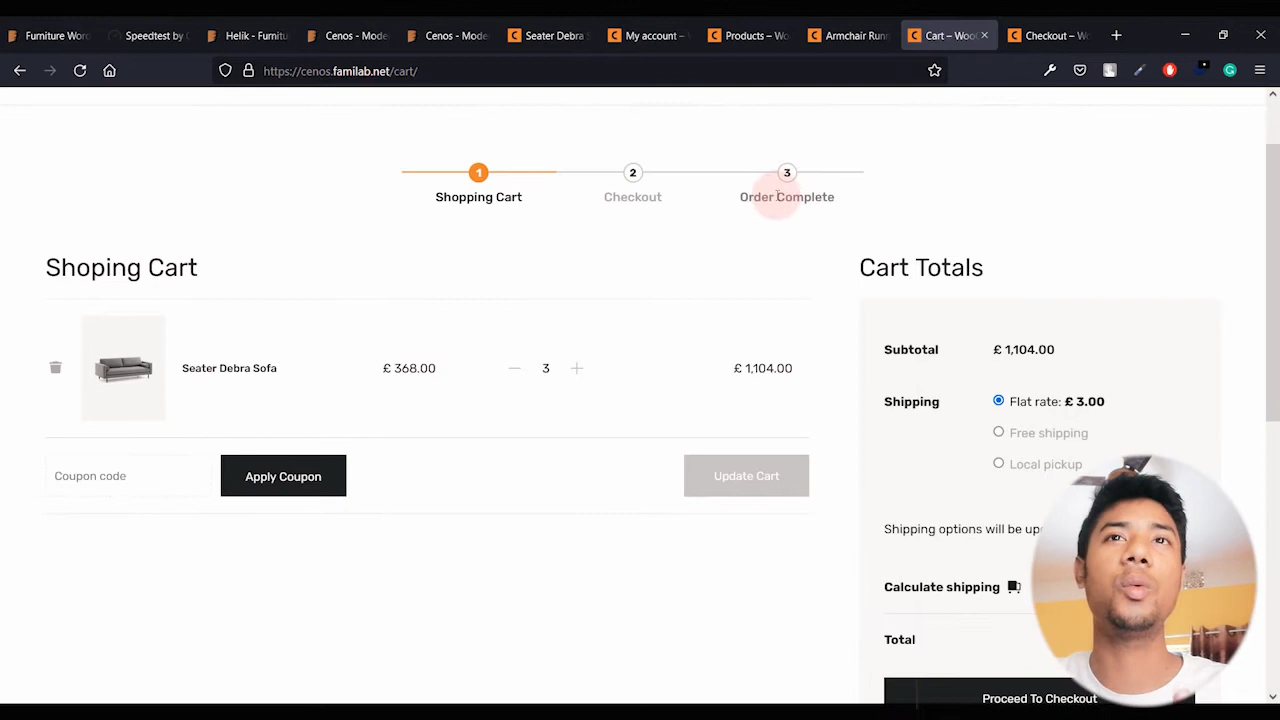 Furniture Wor
Speedtest by
Helik – Furnitu
Cenos - Mode
Cenos - Mode
Seater Debra S
My account –
Products – Wo
Armchair Run
Cart – WooC
Checkout – W
https://cenos.familab.net/cart/
1
2
3
Shopping Cart
Checkout
Order Complete
Shoping Cart
Cart Totals
Seater Debra Sofa
£ 368.00
3
£ 1,104.00
Subtotal
£ 1,104.00
Shipping
Flat rate: £ 3.00
Free shipping
Local pickup
Coupon code
Apply Coupon
Update Cart
Shipping options will be
Calculate shipping
Total
Proceed To Checkout